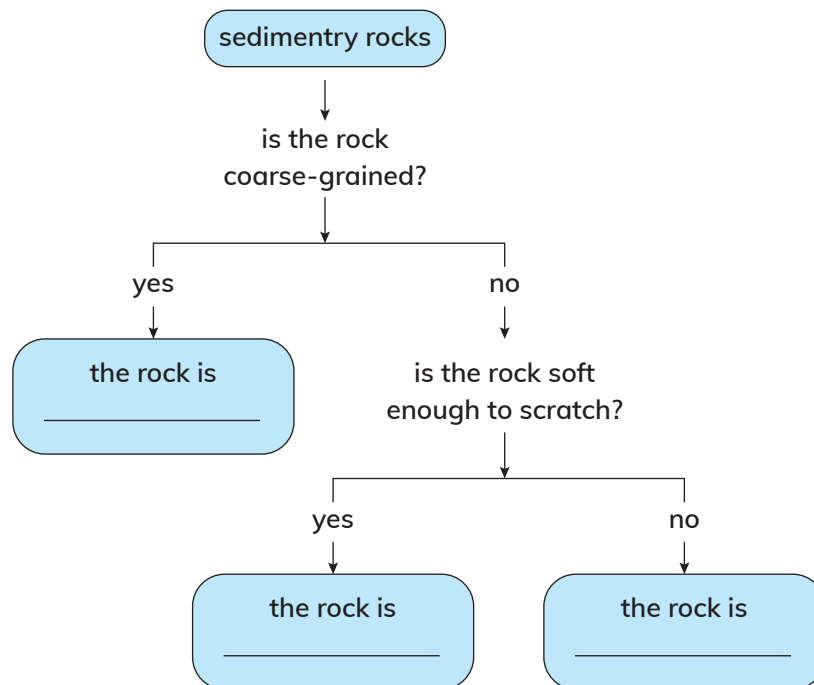 sedimentry rocks
is the rock
coarse-grained?
yes
no
the rock is
is the rock soft
enough to scratch?
yes
no
the rock is
the rock is